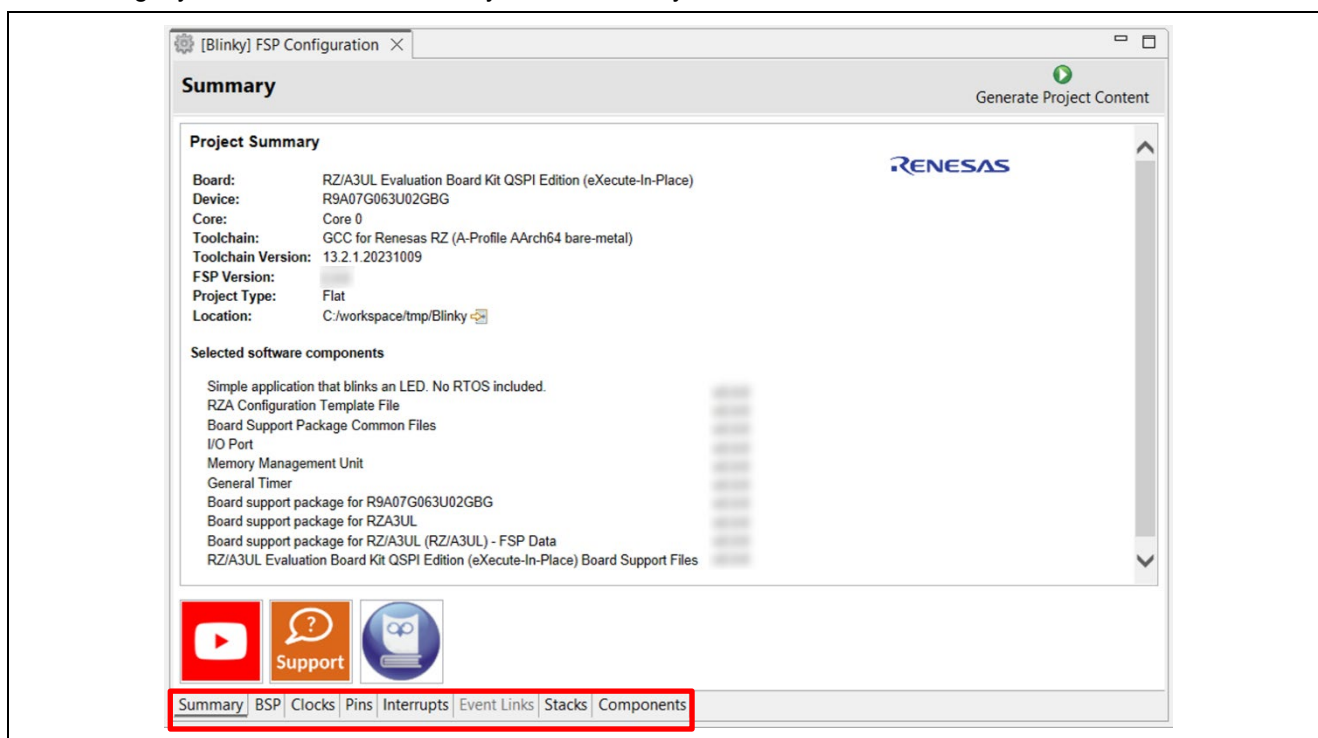 [Blinky] FSP Configuration
Summary
Generate Project Content
Project Summary
RENESAS
Board: RZ/A3UL Evaluation Board Kit QSPI Edition (eXecute-In-Place)
Device: R9A07G063U02GBG
Core: Core 0
Toolchain: GCC for Renesas RZ (A-Profile AArch64 bare-metal)
Toolchain Version: 13.2.1.20231009
FSP Version:
Project Type: Flat
Location: C:/workspace/tmp/Blinky
Selected software components
Simple application that blinks an LED. No RTOS included.
RZA Configuration Template File
Board Support Package Common Files
I/O Port
Memory Management Unit
General Timer
Board support package for R9A07G063U02GBG
Board support package for RZA3UL
Board support package for RZ/A3UL (RZ/A3UL) - FSP Data
RZ/A3UL Evaluation Board Kit QSPI Edition (eXecute-In-Place) Board Support Files
? Support
Summary BSP Clocks Pins Interrupts Event Links Stacks Components